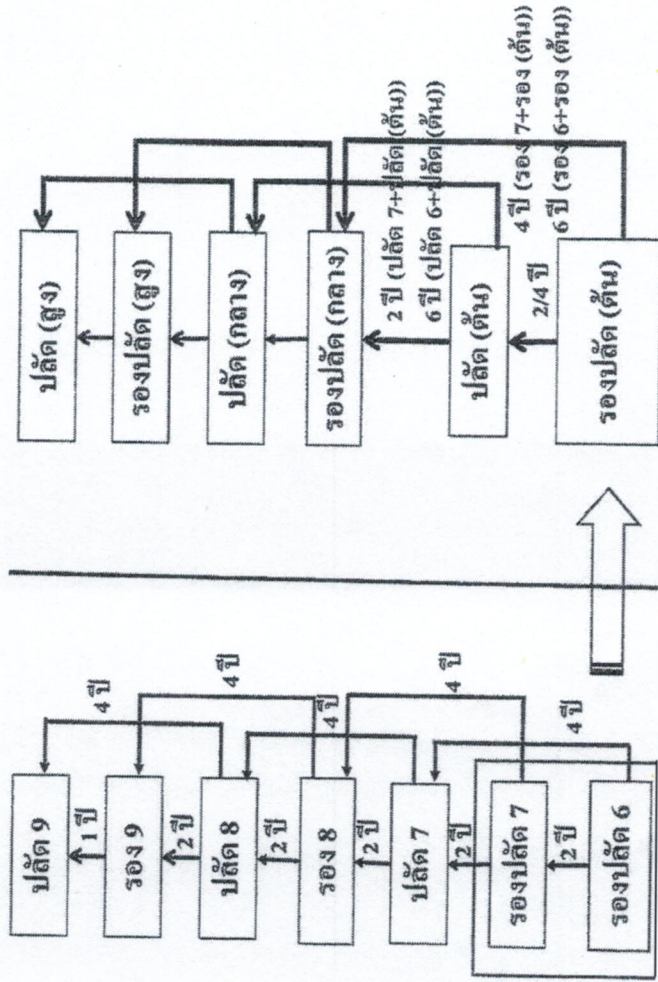 ปลัด 9
1 ปี
4 ปี
รอง 9
2 ปี
4 ปี
ปลัด 8
2 ปี
4 ปี
รอง 8
2 ปี
4 ปี
ปลัด 7
2 ปี
รองปลัด 7
2 ปี
4 ปี
รองปลัด 6
ปลัด (สูง)
รองปลัด (สูง)
ปลัด (กลาง)
รองปลัด (กลาง)
2 ปี (ปลัด 7+ปลัด (ต้น))
6 ปี (ปลัด 6+ปลัด (ต้น))
ปลัด (ต้น)
2/4 ปี
4 ปี (รอง 7+รอง (ต้น))
6 ปี (รอง 6+รอง (ต้น))
รองปลัด (ต้น)